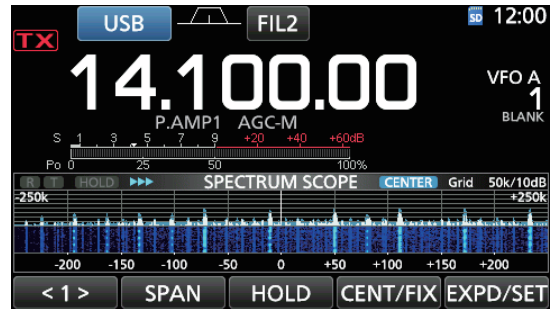 USB FIL2 SD 12:00
TX
14.100.00
VFO A
1
BLANK
P.AMP1 AGC-M
S 1 3 5 7 9 +20 +40 +60dB
Po 0 25 50 100%
R T HOLD SPECTRUM SCOPE CENTER Grid 50k/10dB
-250k +250k
-200 -150 -100 -50 0 +50 +100 +150 +200
< 1 > SPAN HOLD CENT/FIX EXPD/SET